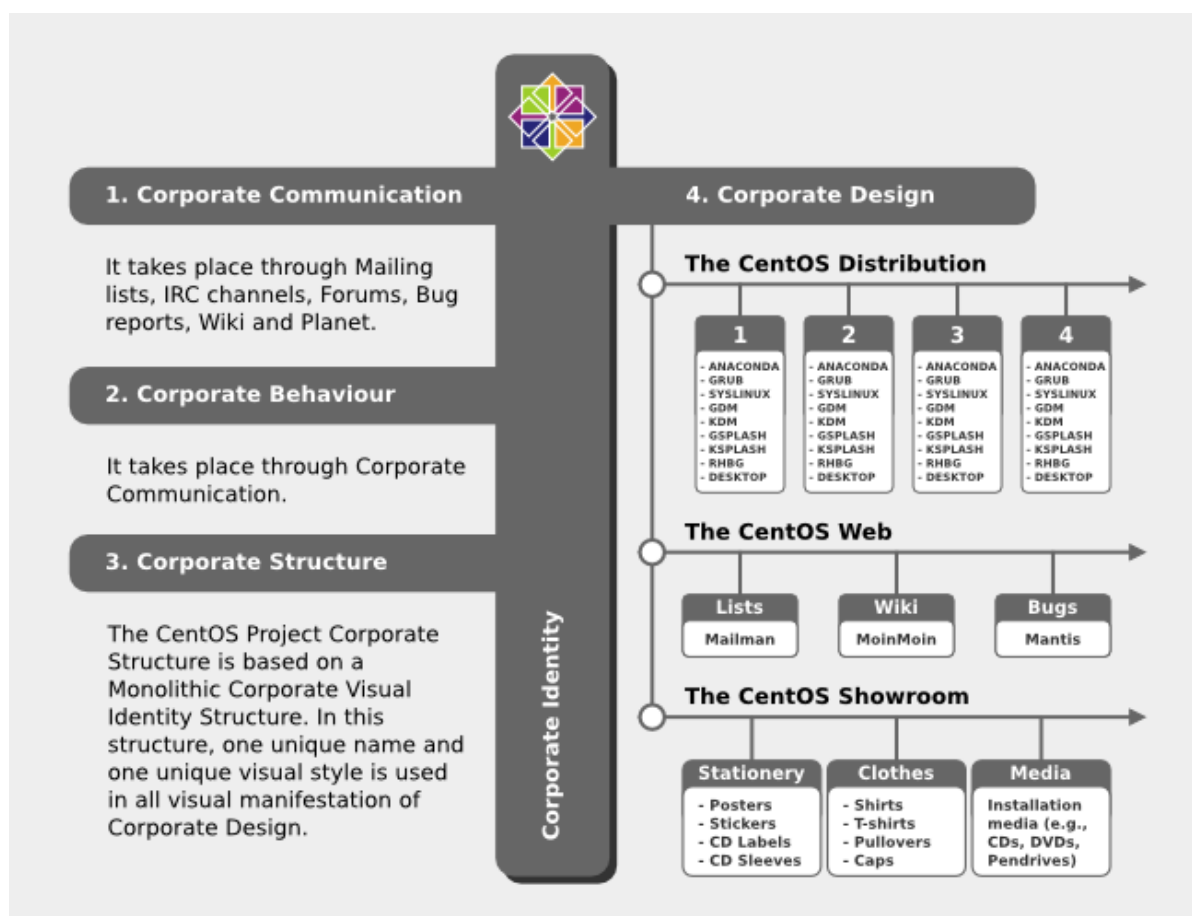 1. Corporate Communication
It takes place through Mailing
lists, IRC channels, Forums, Bug
reports, Wiki and Planet.
2. Corporate Behaviour
It takes place through Corporate
Communication.
3. Corporate Structure
The CentOS Project Corporate
Structure is based on a
Monolithic Corporate Visual
Identity Structure. In this
structure, one unique name and
one unique visual style is used
in all visual manifestation of
Corporate Design.
Corporate Identity
4. Corporate Design
The CentOS Distribution
1
- ANACONDA
- GRUB
- SYSLINUX
- GDM
- KDM
- GSPLASH
- KSPLASH
- RHBG
- DESKTOP
2
- ANACONDA
- GRUB
- SYSLINUX
- GDM
- KDM
- GSPLASH
- KSPLASH
- RHBG
- DESKTOP
3
- ANACONDA
- GRUB
- SYSLINUX
- GDM
- KDM
- GSPLASH
- KSPLASH
- RHBG
- DESKTOP
4
- ANACONDA
- GRUB
- SYSLINUX
- GDM
- KDM
- GSPLASH
- KSPLASH
- RHBG
- DESKTOP
The CentOS Web
Lists
Mailman
Wiki
MoinMoin
Bugs
Mantis
The CentOS Showroom
Stationery
- Posters
- Stickers
- CD Labels
- CD Sleeves
Clothes
- Shirts
- T-shirts
- Pullovers
- Caps
Media
Installation
media (e.g.,
CDs, DVDs,
Pendrives)